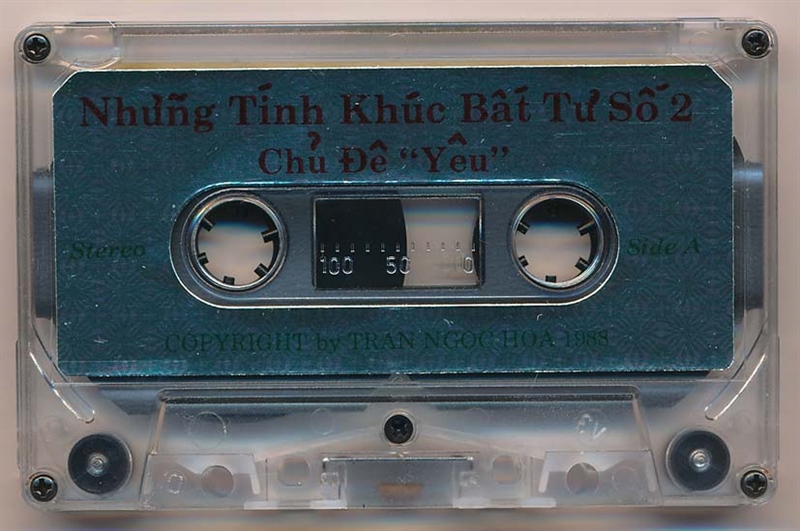 Những Tình Khúc Bất Tử Số 2
Chủ Đề “Yêu”
Stereo
Side A
100 50 0
COPYRIGHT by TRAN NGOC HOA 1988